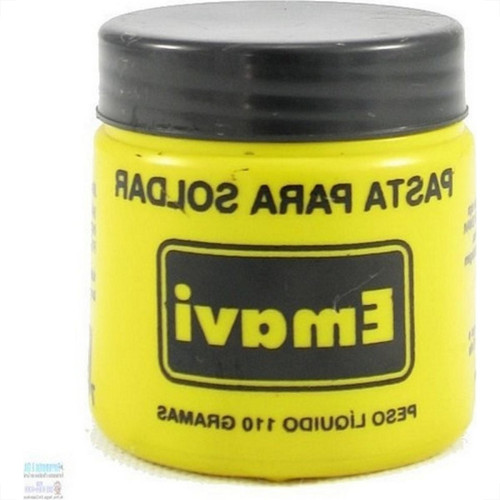 PASTA PARA SOLDAR
Emavi
PESO LÍQUIDO 110 GRAMAS